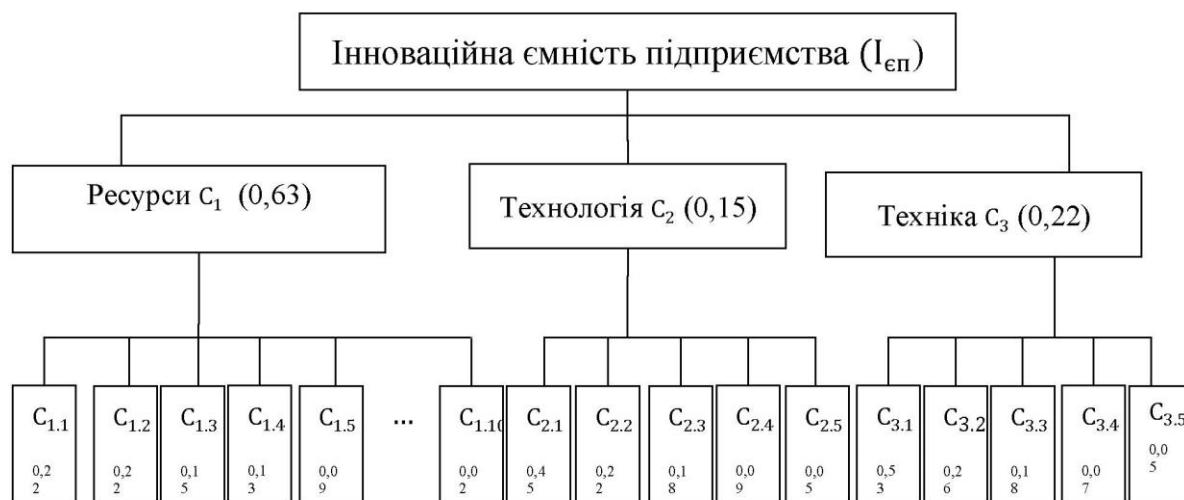 Інноваційна ємність підприємства (Iєп)
Ресурси C₁ (0,63)
Технологія C₂ (0,15)
Техніка C₃ (0,22)
C₁.₁
C₁.₂
C₁.₃
C₁.₄
C₁.₅
...
C₁.₁₀
C₂.₁
C₂.₂
C₂.₃
C₂.₄
C₂.₅
C₃.₁
C₃.₂
C₃.₃
C₃.₄
C₃.₅
0,22
0,22
0,15
0,13
0,09
0,02
0,45
0,22
0,18
0,09
0,05
0,53
0,26
0,18
0,07
0,05